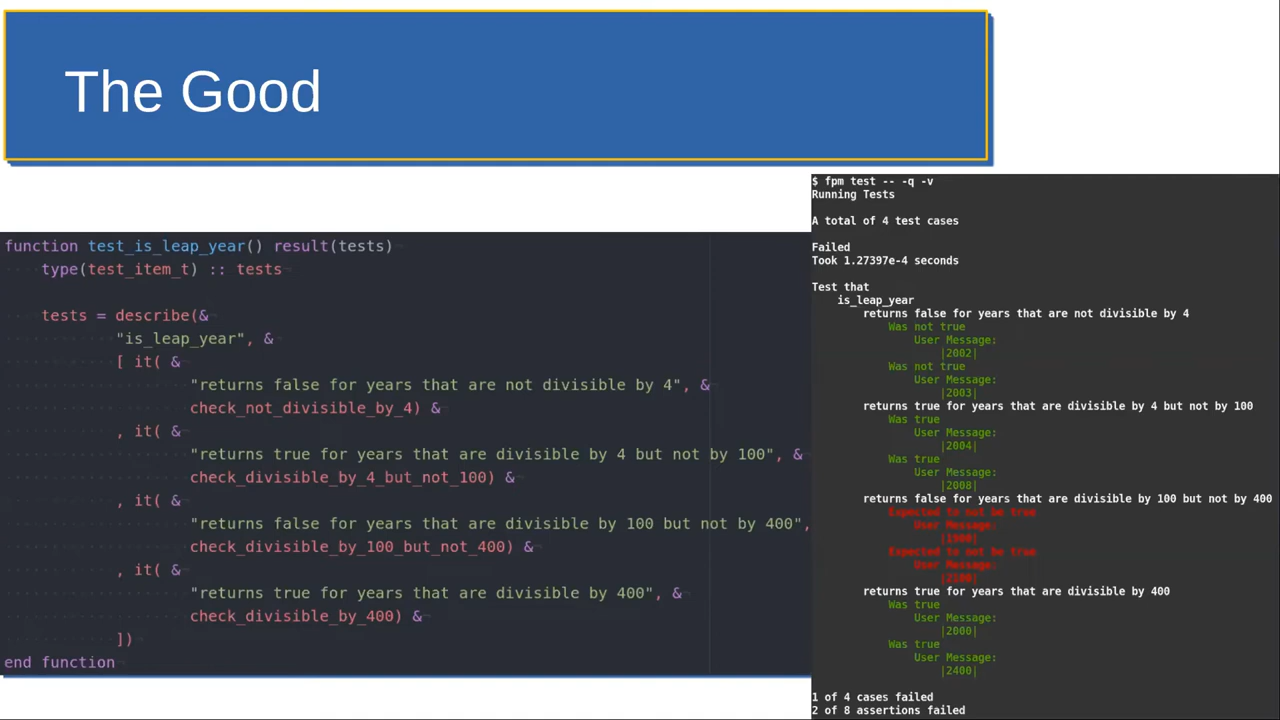 The Good
function test_is_leap_year() result(tests)
type(test_item_t) :: tests
tests = describe(&
"is_leap_year", &
[ it( &
"returns false for years that are not divisible by 4", &
check_not_divisible_by_4) &
, it( &
"returns true for years that are divisible by 4 but not by 100", &
check_divisible_by_4_but_not_100) &
, it( &
"returns false for years that are divisible by 100 but not by 400",
check_divisible_by_100_but_not_400) &
, it( &
"returns true for years that are divisible by 400", &
check_divisible_by_400) &
])
end function
$ fpm test -- -q -v
Running Tests
A total of 4 test cases
Failed
Took 1.27397e-4 seconds
Test that
is_leap_year
returns false for years that are not divisible by 4
Was not true
User Message:
|2002|
Was not true
User Message:
|2003|
returns true for years that are divisible by 4 but not by 100
Was true
User Message:
|2004|
Was true
User Message:
|2008|
returns false for years that are divisible by 100 but not by 400
Expected to not be true
User Message:
|1900|
Expected to not be true
User Message:
|2100|
returns true for years that are divisible by 400
Was true
User Message:
|2000|
Was true
User Message:
|2400|
1 of 4 cases failed
2 of 8 assertions failed